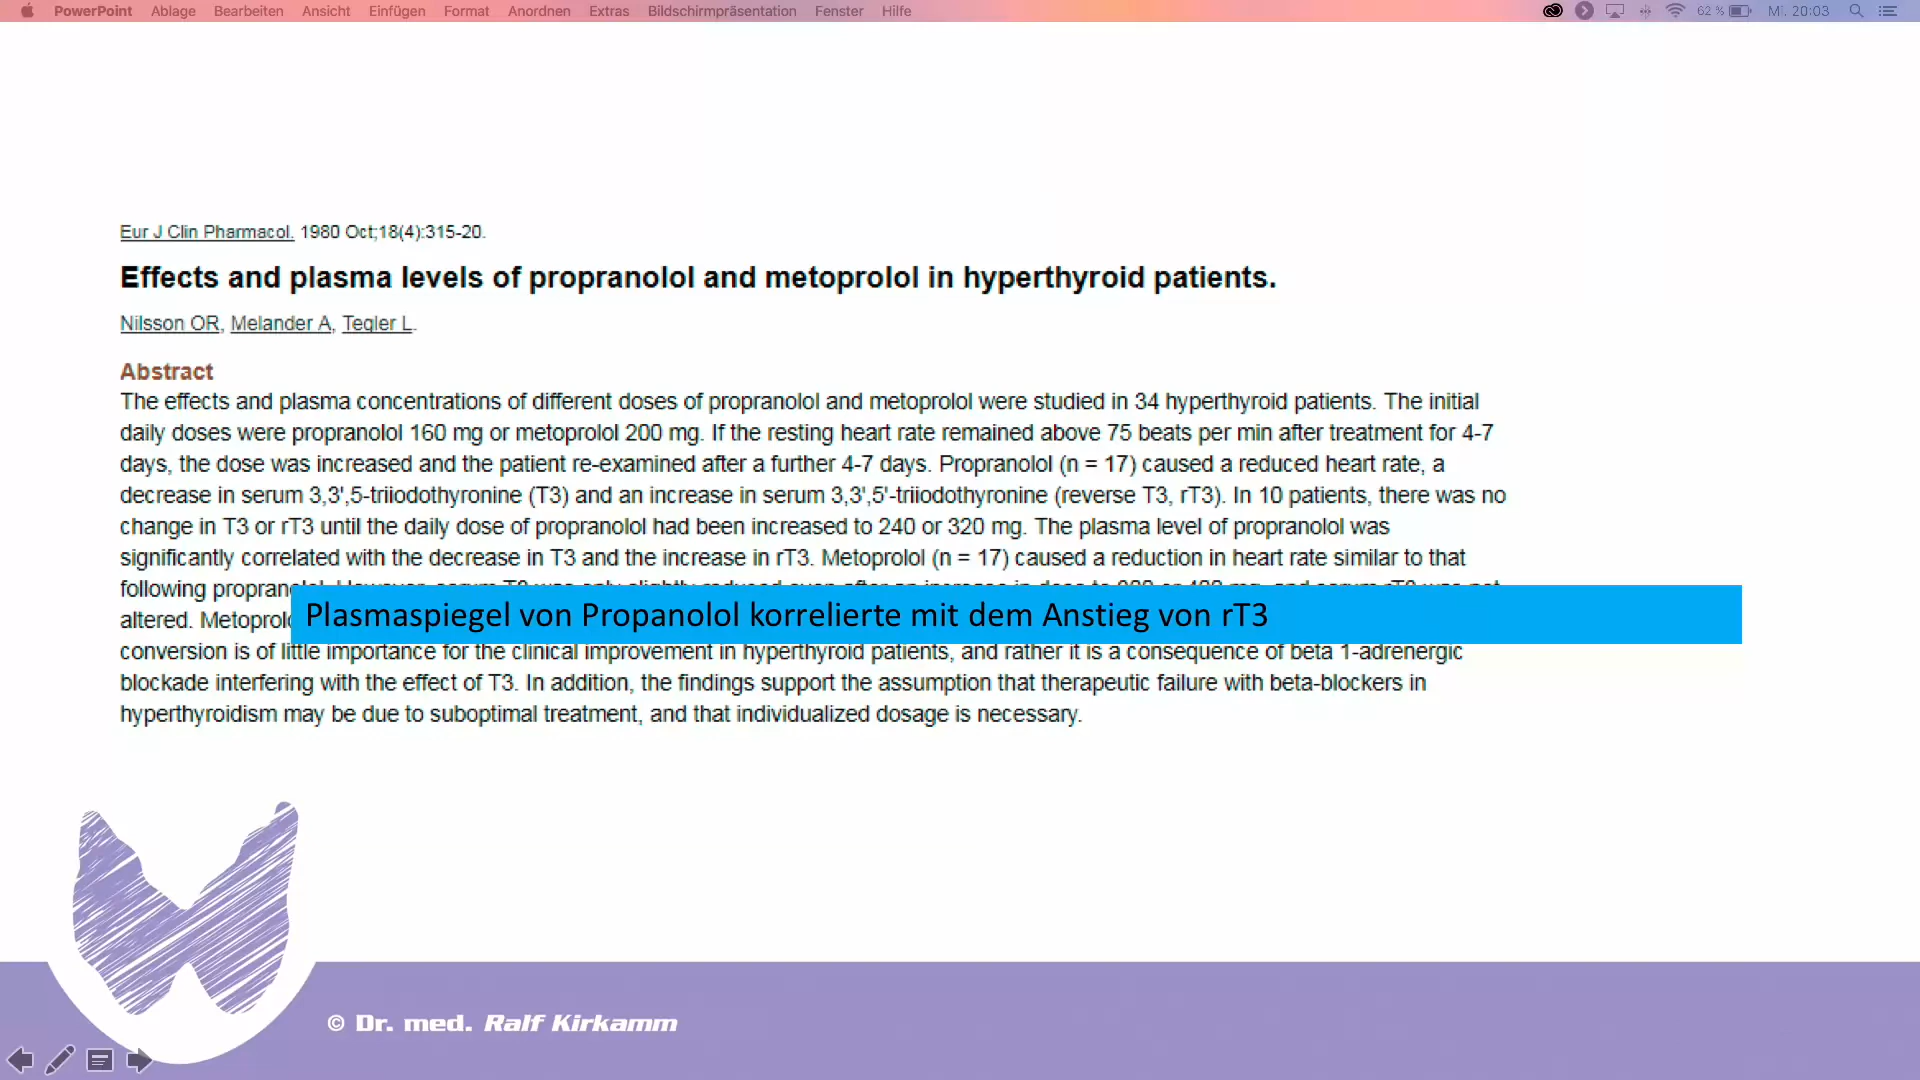 PowerPoint Ablage Bearbeiten Ansicht Einfügen Format Anordnen Extras Bildschirmpräsentation Fenster Hilfe 62 % Mi. 20:03
Eur J Clin Pharmacol. 1980 Oct;18(4):315-20.
Effects and plasma levels of propranolol and metoprolol in hyperthyroid patients.
Nilsson OR, Melander A, Tegler L.
Abstract
The effects and plasma concentrations of different doses of propranolol and metoprolol were studied in 34 hyperthyroid patients. The initial
daily doses were propranolol 160 mg or metoprolol 200 mg. If the resting heart rate remained above 75 beats per min after treatment for 4-7
days, the dose was increased and the patient re-examined after a further 4-7 days. Propranolol (n = 17) caused a reduced heart rate, a
decrease in serum 3,3',5-triiodothyronine (T3) and an increase in serum 3,3',5'-triiodothyronine (reverse T3, rT3). In 10 patients, there was no
change in T3 or rT3 until the daily dose of propranolol had been increased to 240 or 320 mg. The plasma level of propranolol was
significantly correlated with the decrease in T3 and the increase in rT3. Metoprolol (n = 17) caused a reduction in heart rate similar to that
following
altered.
Plasmaspiegel von Propanolol korrelierte mit dem Anstieg von rT3
conversion is of little importance for the clinical improvement in hyperthyroid patients, and rather it is a consequence of beta 1-adrenergic
blockade interfering with the effect of T3. In addition, the findings support the assumption that therapeutic failure with beta-blockers in
hyperthyroidism may be due to suboptimal treatment, and that individualized dosage is necessary.
© Dr. med. Ralf Kirkamm